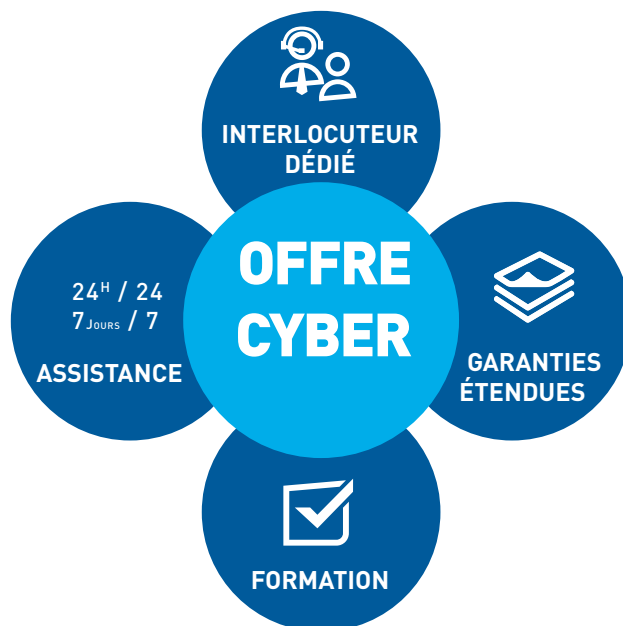 INTERLOCUTEUR
DÉDIÉ
OFFRE
CYBER
24H / 24
7Jours / 7
ASSISTANCE
GARANTIES
ÉTENDUES
FORMATION